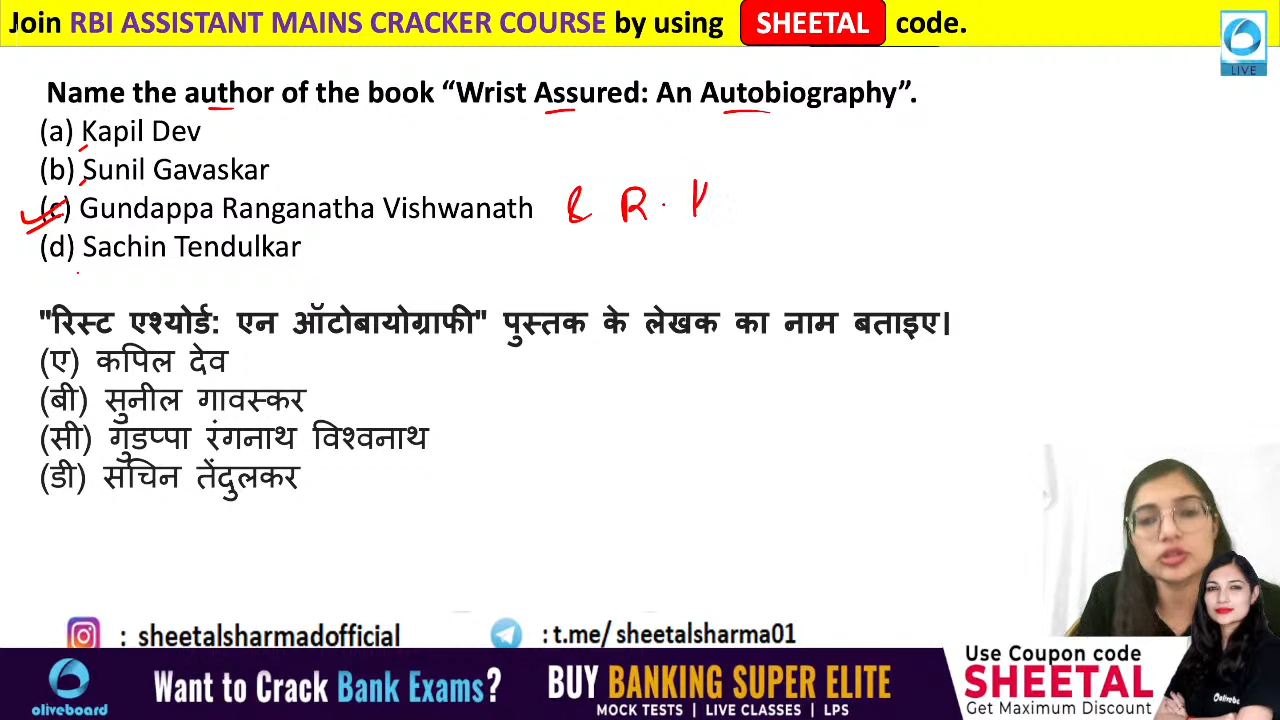 Join RBI ASSISTANT MAINS CRACKER COURSE by using SHEETAL code.
LIVE
Name the author of the book “Wrist Assured: An Autobiography”.
(a) Kapil Dev
(b) Sunil Gavaskar
(c) Gundappa Ranganatha Vishwanath & R.
(d) Sachin Tendulkar
"रिस्ट एश्योर्ड: एन ऑटोबायोग्राफी" पुस्तक के लेखक का नाम बताइए।
(ए) कपिल देव
(बी) सुनील गावस्कर
(सी) गुंडप्पा रंगनाथ विश्वनाथ
(डी) सचिन तेंदुलकर
: sheetalsharmadofficial : t.me/ sheetalsharma01
oliveboard
Want to Crack Bank Exams?
BUY BANKING SUPER ELITE
MOCK TESTS | LIVE CLASSES | LPS
Use Coupon code
SHEETAL
Get Maximum Discount